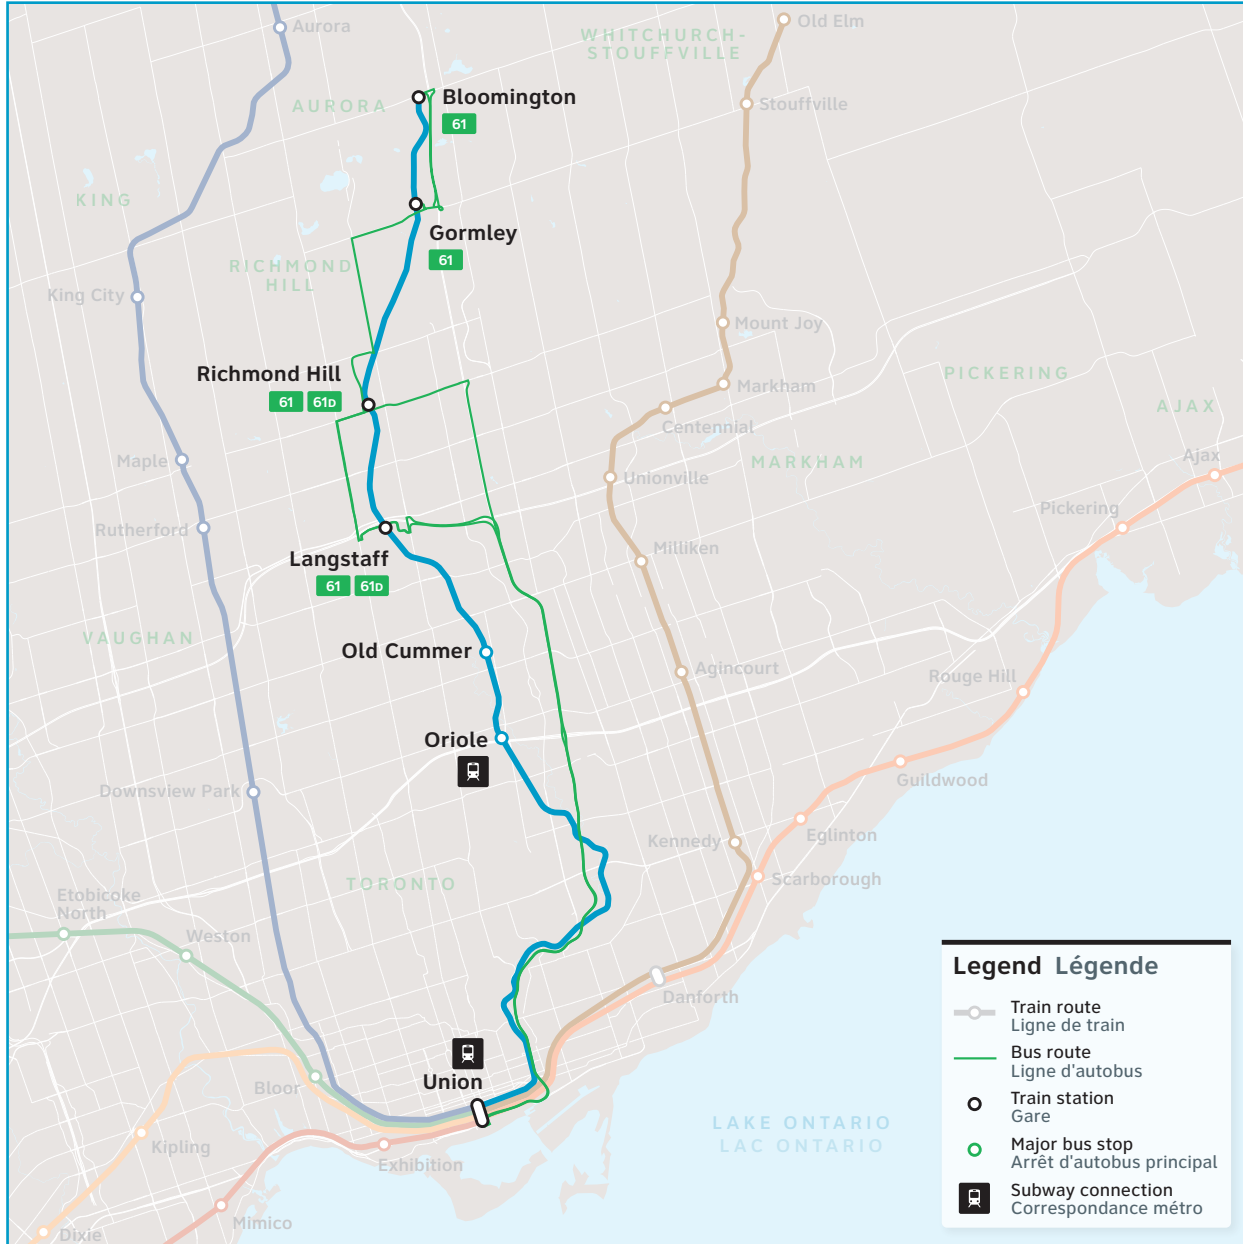 Aurora
Old Elm
WHITCHURCH-
STOUFFVILLE
AURORA
Bloomington
61
Stouffville
KING
Gormley
61
RICHMOND
HILL
King City
Mount Joy
Richmond Hill
61 61D
Markham
PICKERING
AJAX
Centennial
Maple
MARKHAM
Ajax
Unionville
Pickering
Rutherford
Langstaff
61 61D
Milliken
VAUGHAN
Old Cummer
Agincourt
Rouge Hill
Oriole
Guildwood
Downsview Park
Kennedy
Eglinton
TORONTO
Scarborough
Etobicoke
North
Weston
Danforth
Union
Bloor
LAKE ONTARIO
LAC ONTARIO
Kipling
Exhibition
Mimico
Dixie
Legend Légende
Train route
Ligne de train
Bus route
Ligne d'autobus
Train station
Gare
Major bus stop
Arrêt d'autobus principal
Subway connection
Correspondance métro